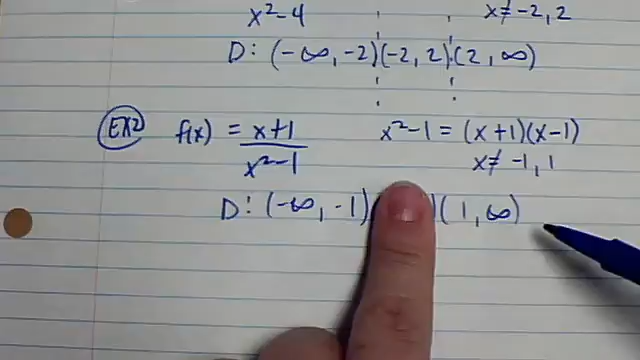 x²-4 x≠-2,2
D: (-∞,-2)(-2,2)(2,∞)
EX2 f(x) = x+1 / x²-1 x²-1 = (x+1)(x-1)
x≠ -1,1
D: (-∞,-1)( )(1,∞)